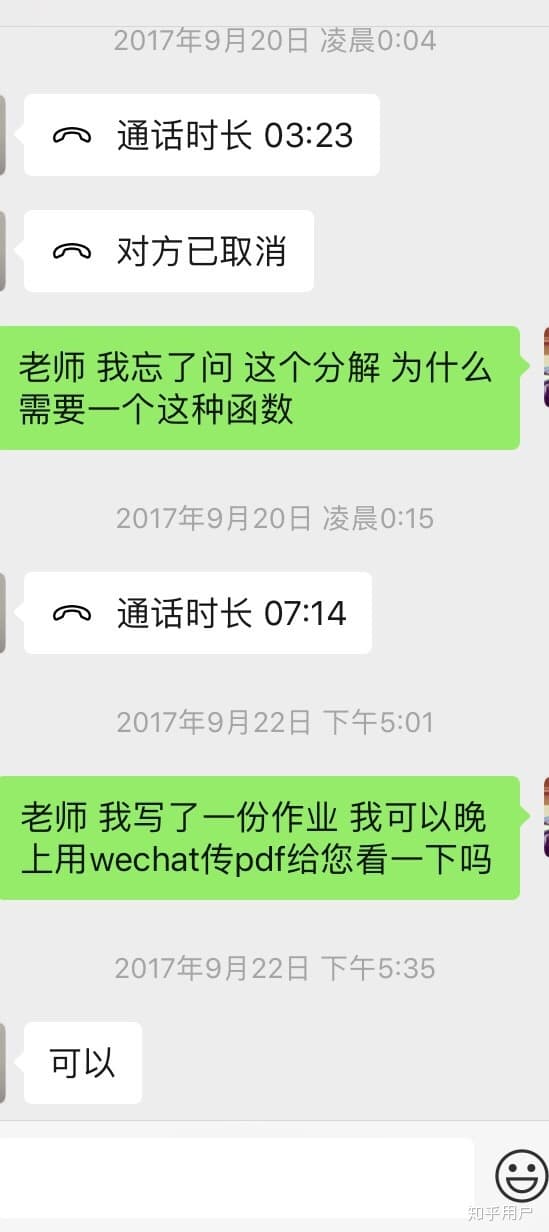 2017年9月20日 凌晨0:04
通话时长 03:23
对方已取消
老师 我忘了问 这个分解 为什么
需要一个这种函数
2017年9月20日 凌晨0:15
通话时长 07:14
2017年9月22日 下午5:01
老师 我写了一份作业 我可以晚
上用wechat传pdf给您看一下吗
2017年9月22日 下午5:35
可以
知乎用户